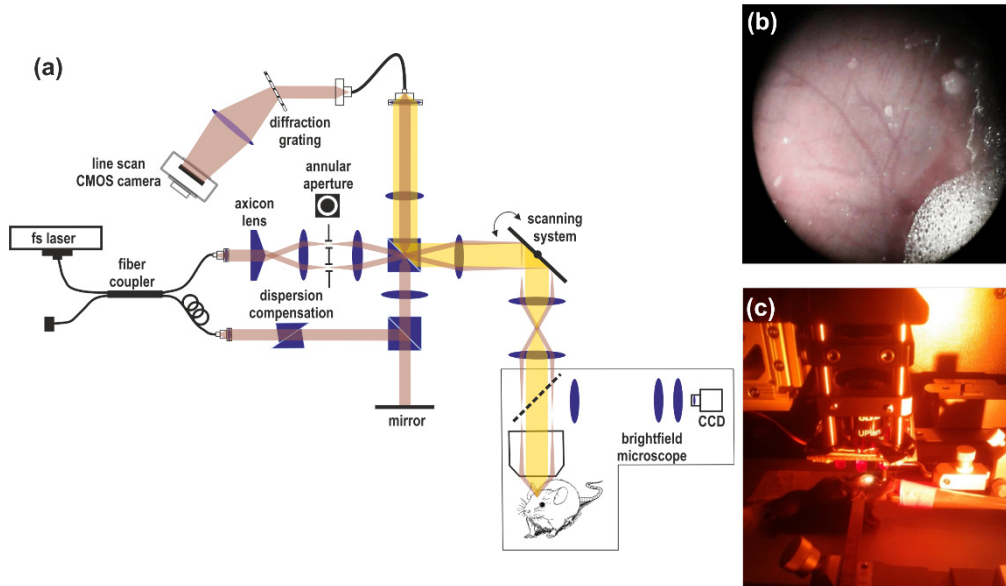 (a)
diffraction
grating
line scan
CMOS camera
annular
aperture
axicon
lens
fs laser
fiber
coupler
dispersion
compensation
scanning
system
mirror
CCD
brightfield
microscope
(b)
(c)